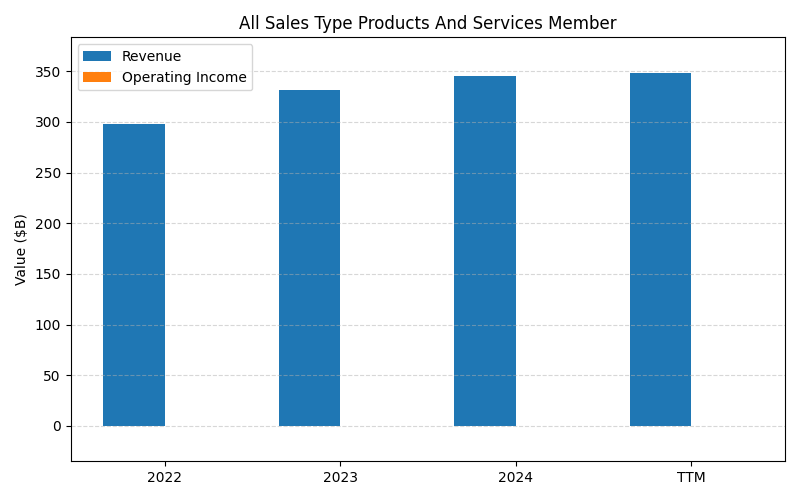 All Sales Type Products And Services Member
Revenue
Operating Income
Value ($B)
350
300
250
200
150
100
50
0
2022 2023 2024 TTM